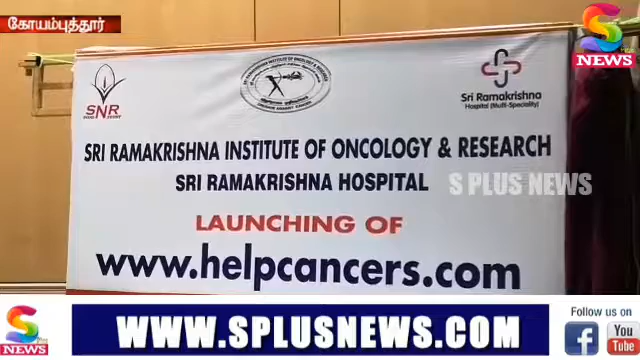 கோயம்புத்தூர்
S
NEWS
SNR
Sri Ramakrishna
Hospital (Multi-Speciality)
SRI RAMAKRISHNA INSTITUTE OF ONCOLOGY & RESEARCH
SRI RAMAKRISHNA HOSPITAL
S PLUS NEWS
LAUNCHING OF
www.helpcancers.com
S
NEWS
WWW.SPLUSNEWS.COM
Follow us on
f
You
Tube